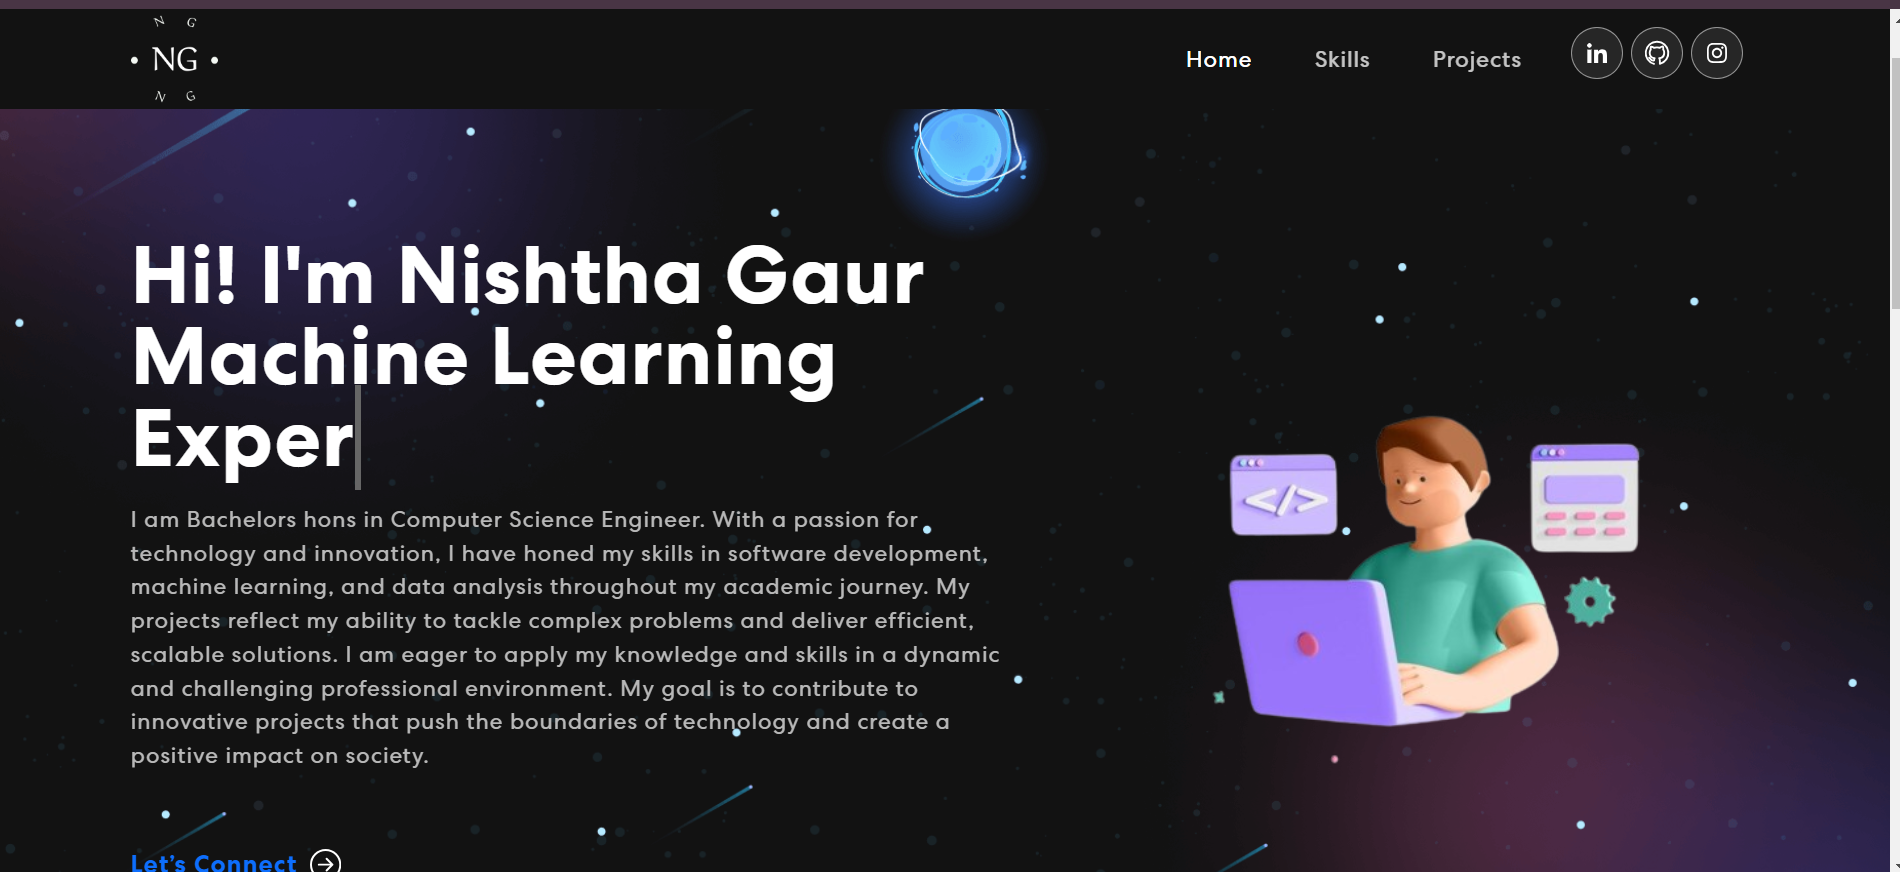 N G
NG
N G
Home Skills Projects
Hi! I'm Nishtha Gaur
Machine Learning
Exper
I am Bachelors hons in Computer Science Engineer. With a passion for
technology and innovation, I have honed my skills in software development,
machine learning, and data analysis throughout my academic journey. My
projects reflect my ability to tackle complex problems and deliver efficient,
scalable solutions. I am eager to apply my knowledge and skills in a dynamic
and challenging professional environment. My goal is to contribute to
innovative projects that push the boundaries of technology and create a
positive impact on society.
Let’s Connect